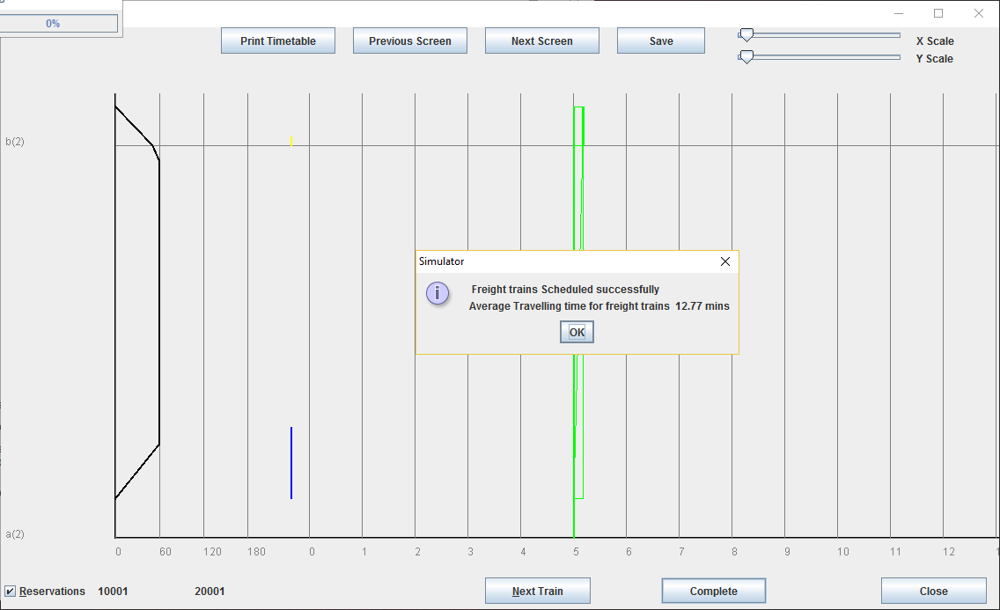 0%
Print Timetable
Previous Screen
Next Screen
Save
X Scale
Y Scale
b(2)
Simulator
Freight trains Scheduled successfully
Average Travelling time for freight trains 12.77 mins
OK
a(2)
0 60 120 180 0 1 2 3 4 5 6 7 8 9 10 11 12
Reservations 10001 20001
Next Train
Complete
Close